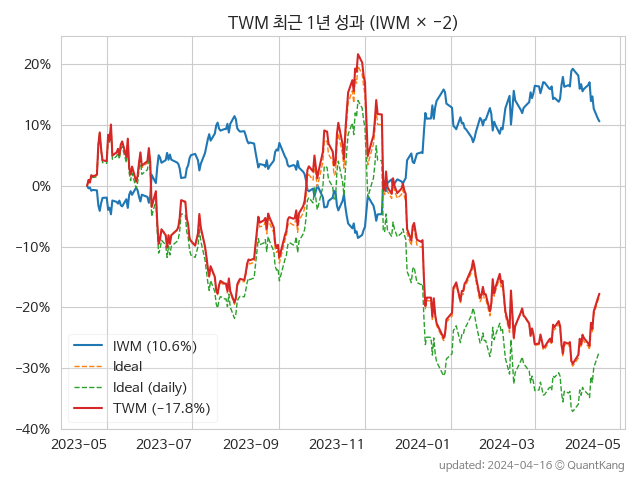 TWM 최근 1년 성과 (IWM × −2)
20%
10%
0%
−10%
−20%
−30%
−40%
IWM (10.6%)
Ideal
Ideal (daily)
TWM (−17.8%)
2023-05
2023-07
2023-09
2023-11
2024-01
2024-03
2024-05
updated: 2024-04-16 © QuantKang